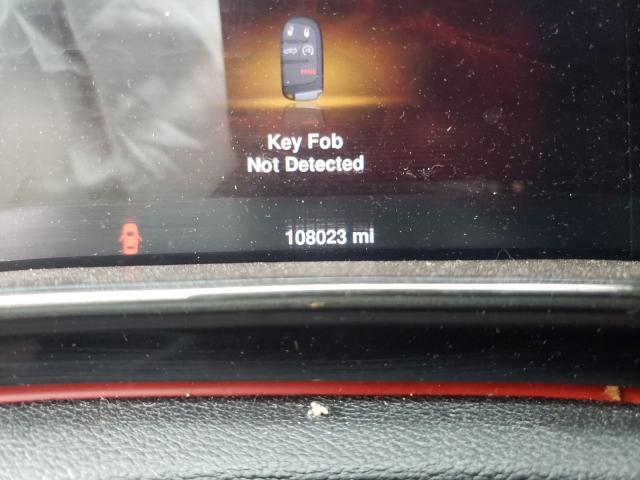 Key Fob
Not Detected
108023 mi